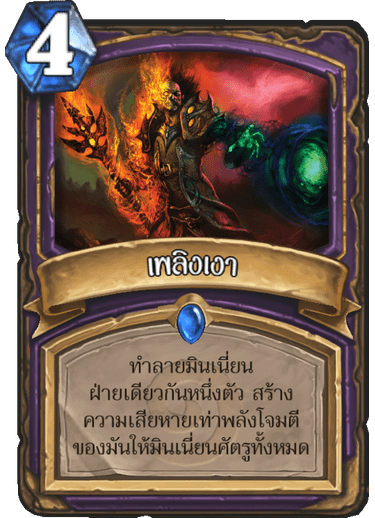 4
เพลิงเงา
ทำลายมินเนี่ยน
ฝ่ายเดียวกันหนึ่งตัว สร้าง
ความเสียหายเท่าพลังโจมตี
ของมันให้มินเนี่ยนศัตรูทั้งหมด